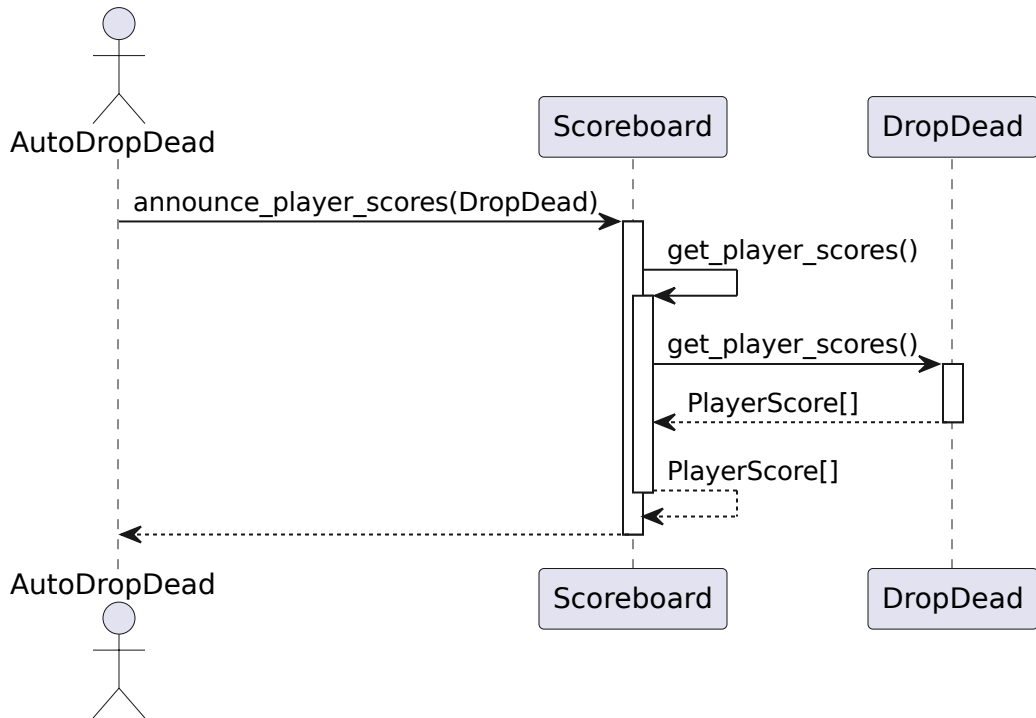 AutoDropDead
Scoreboard
DropDead
announce_player_scores(DropDead)
get_player_scores()
get_player_scores()
PlayerScore[]
PlayerScore[]
AutoDropDead
Scoreboard
DropDead